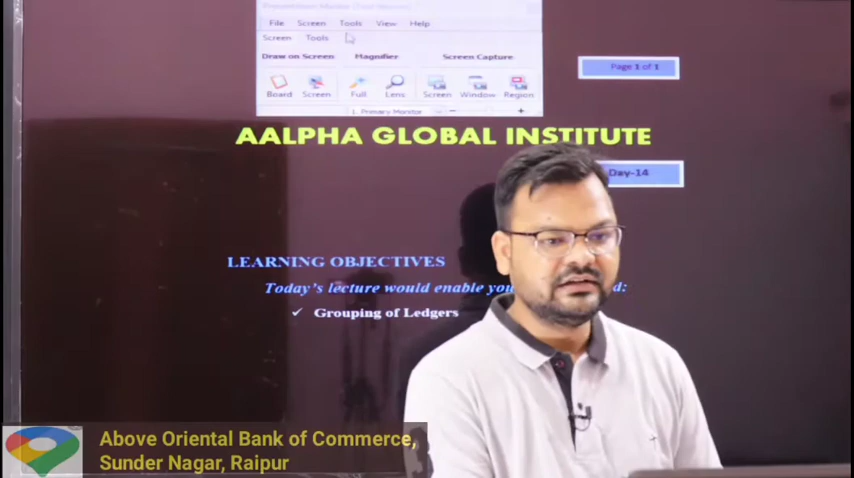 File Screen Tools View Help
Screen Tools
Draw on Screen Magnifier Screen Capture
Board Screen Full Lens Screen Window Region
1. Primary Monitor
Page 1 of 1
AALPHA GLOBAL INSTITUTE
Day-14
LEARNING OBJECTIVES
Today's lecture would enable you d:
✓ Grouping of Ledgers
Above Oriental Bank of Commerce,
Sunder Nagar, Raipur